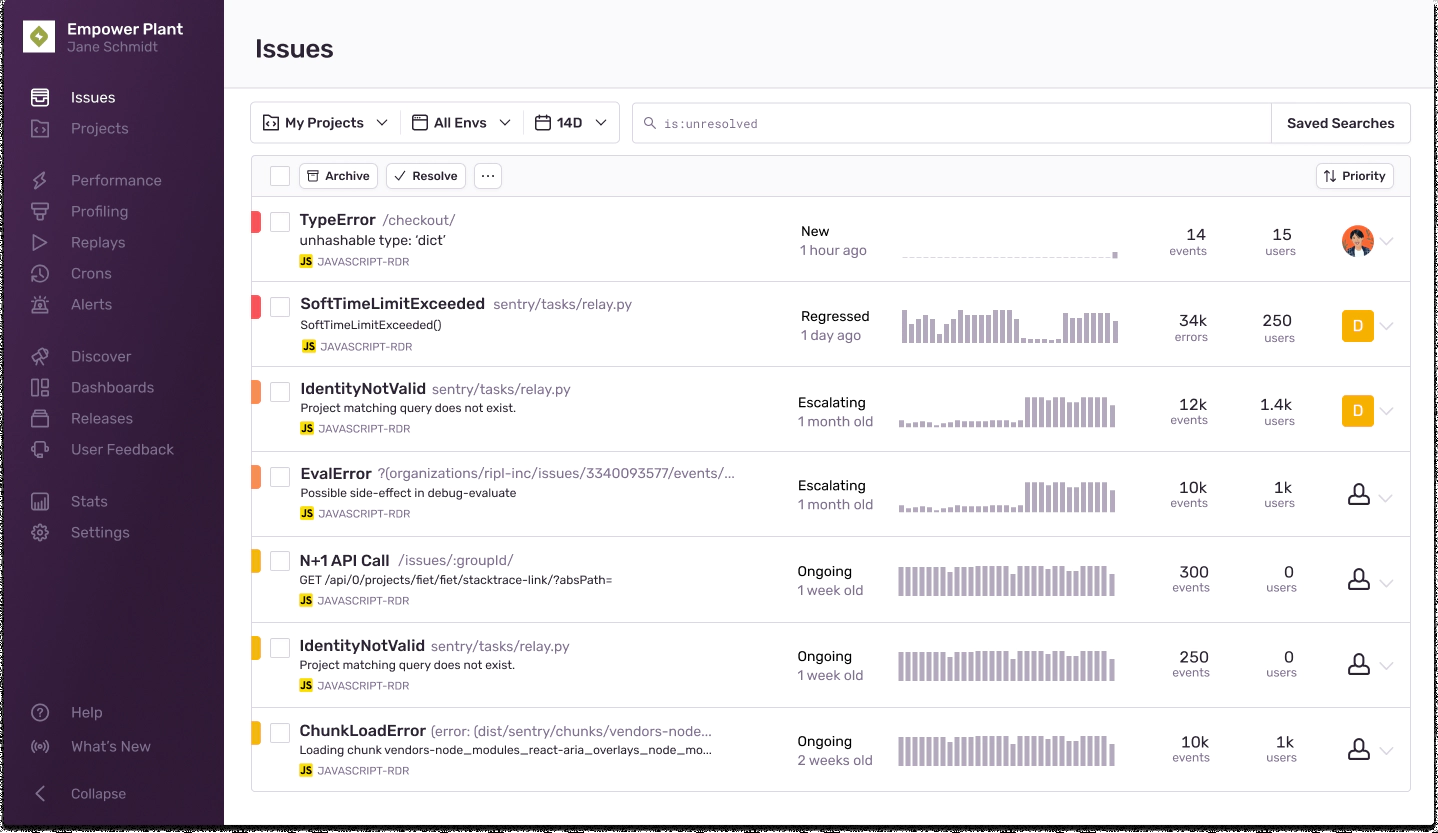 Empower Plant
Jane Schmidt
Issues
Projects
Performance
Profiling
Replays
Crons
Alerts
Discover
Dashboards
Releases
User Feedback
Stats
Settings
Help
What's New
Collapse
Issues
My Projects All Envs 14D is:unresolved Saved Searches
Archive Resolve ... Priority
TypeError /checkout/
unhashable type: ‘dict’
JS JAVASCRIPT-RDR
New
1 hour ago
14 events
15 users
SoftTimeLimitExceeded sentry/tasks/relay.py
SoftTimeLimitExceeded()
JS JAVASCRIPT-RDR
Regressed
1 day ago
34k errors
250 users
D
IdentityNotValid sentry/tasks/relay.py
Project matching query does not exist.
JS JAVASCRIPT-RDR
Escalating
1 month old
12k events
1.4k users
D
EvalError ?(organizations/ripl-inc/issues/3340093577/events/...
Possible side-effect in debug-evaluate
JS JAVASCRIPT-RDR
Escalating
1 month old
10k events
1k users
N+1 API Call /issues/:groupId/
GET /api/0/projects/fiet/fiet/stacktrace-link/?absPath=
JS JAVASCRIPT-RDR
Ongoing
1 week old
300 events
0 users
IdentityNotValid sentry/tasks/relay.py
Project matching query does not exist.
JS JAVASCRIPT-RDR
Ongoing
1 week old
250 events
0 users
ChunkLoadError (error: (dist/sentry/chunks/vendors-node...
Loading chunk vendors-node_modules_react-aria_overlays_node_mo...
JS JAVASCRIPT-RDR
Ongoing
2 weeks old
10k events
1k users